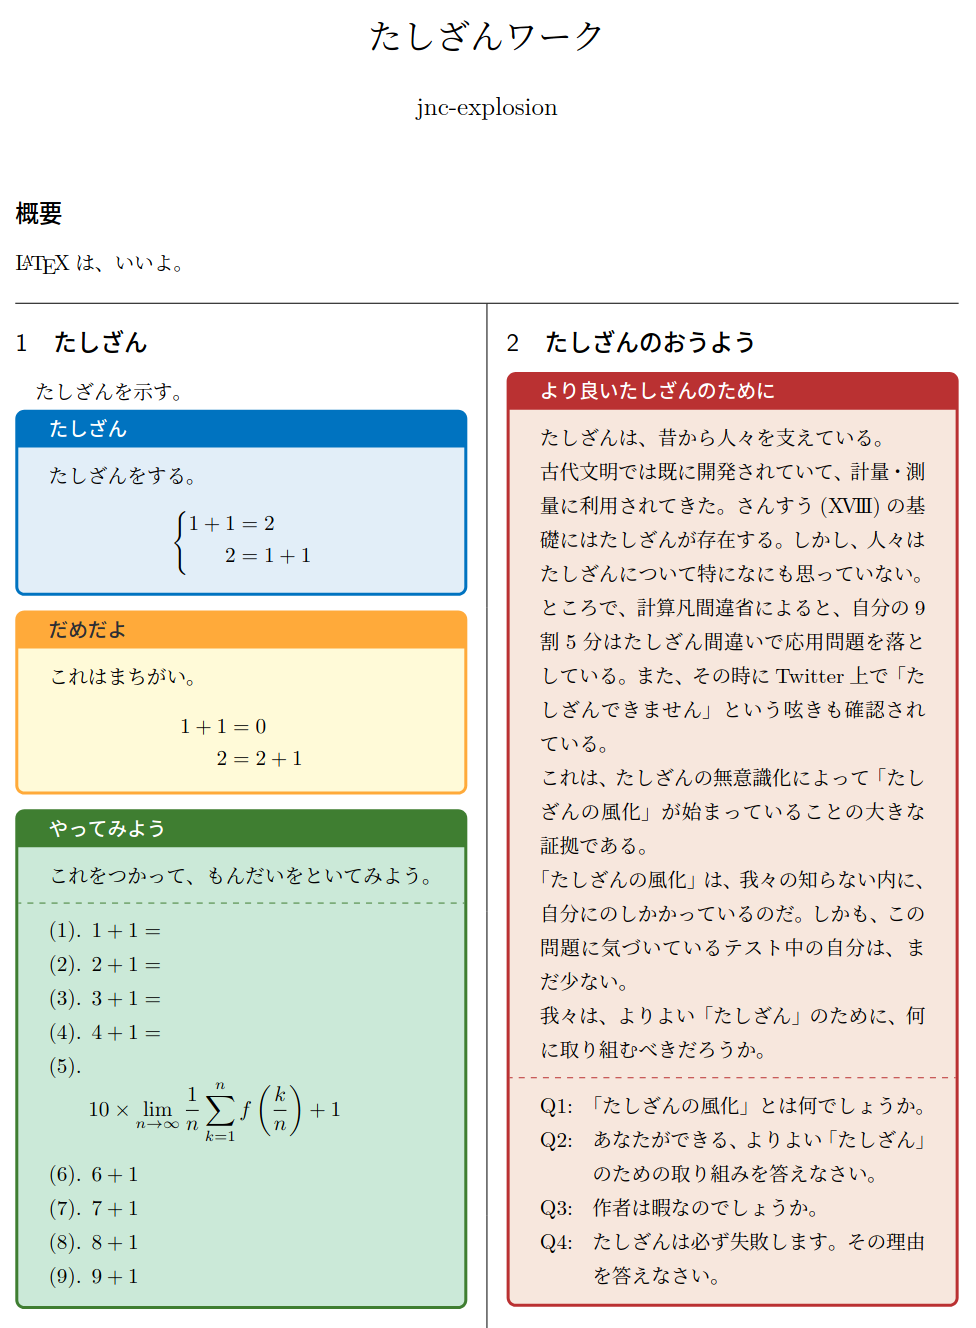 たしざんワーク
jnc-explosion
概要
LATEX は、いいよ。
1 たしざん
たしざんを示す。
たしざん
たしざんをする。
1 + 1 = 2
2 = 1 + 1
だめだよ
これはまちがい。
1 + 1 = 0
2 = 2 + 1
やってみよう
これをつかって、もんだいをといてみよう。
(1). 1 + 1 =
(2). 2 + 1 =
(3). 3 + 1 =
(4). 4 + 1 =
(5).
10 × lim n→∞ 1/n ∑ k=1 n f (k/n) + 1
(6). 6 + 1
(7). 7 + 1
(8). 8 + 1
(9). 9 + 1
2 たしざんのおうよう
より良いたしざんのために
たしざんは、昔から人々を支えている。
古代文明では既に開発されていて、計量・測
量に利用されてきた。さんすう (XVIII) の基
礎にはたしざんが存在する。しかし、人々は
たしざんについて特になにも思っていない。
ところで、計算凡間違省によると、自分の 9
割 5 分はたしざん間違いで応用問題を落と
している。また、その時に Twitter 上で「た
しざんできません」という呟きも確認され
ている。
これは、たしざんの無意識化によって「たし
ざんの風化」が始まっていることの大きな
証拠である。
「たしざんの風化」は、我々の知らない内に、
自分にのしかかっているのだ。しかも、この
問題に気づいているテスト中の自分は、ま
だ少ない。
我々は、よりよい「たしざん」のために、何
に取り組むべきだろうか。
Q1: 「たしざんの風化」とは何でしょうか。
Q2: あなたができる、よりよい「たしざん」
のための取り組みを答えなさい。
Q3: 作者は暇なのでしょうか。
Q4: たしざんは必ず失敗します。その理由
を答えなさい。